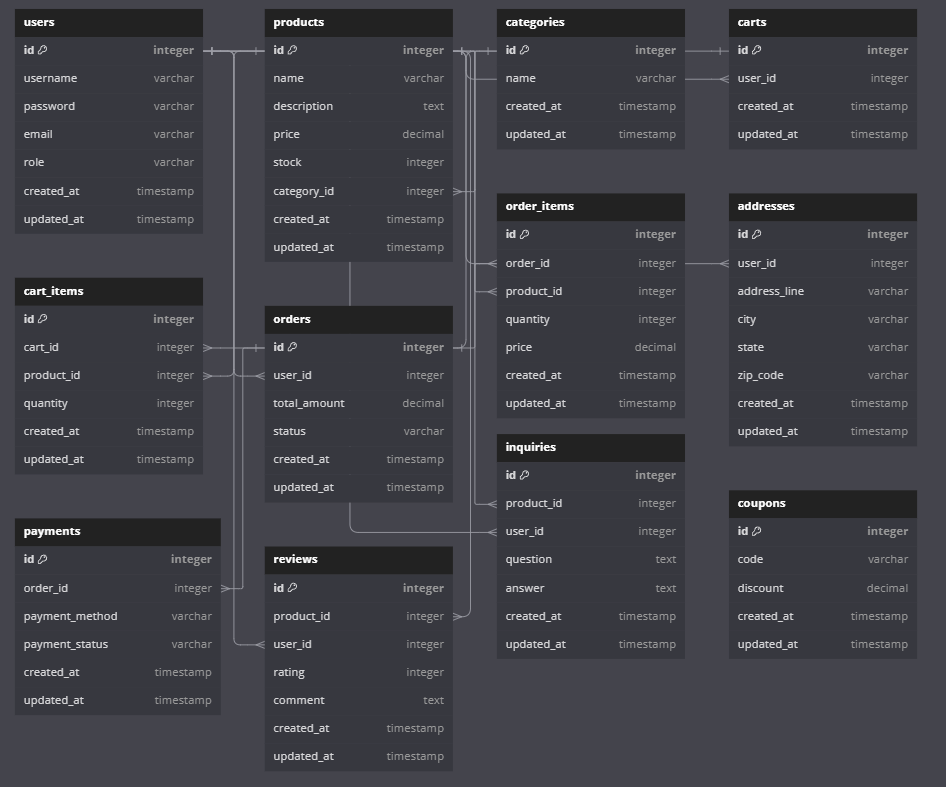 users
id integer
username varchar
password varchar
email varchar
role varchar
created_at timestamp
updated_at timestamp
products
id integer
name varchar
description text
price decimal
stock integer
category_id integer
created_at timestamp
updated_at timestamp
categories
id integer
name varchar
created_at timestamp
updated_at timestamp
carts
id integer
user_id integer
created_at timestamp
updated_at timestamp
order_items
id integer
order_id integer
product_id integer
quantity integer
price decimal
created_at timestamp
updated_at timestamp
addresses
id integer
user_id integer
address_line varchar
city varchar
state varchar
zip_code varchar
created_at timestamp
updated_at timestamp
cart_items
id integer
cart_id integer
product_id integer
quantity integer
created_at timestamp
updated_at timestamp
orders
id integer
user_id integer
total_amount decimal
status varchar
created_at timestamp
updated_at timestamp
inquiries
id integer
product_id integer
user_id integer
question text
answer text
created_at timestamp
updated_at timestamp
coupons
id integer
code varchar
discount decimal
created_at timestamp
updated_at timestamp
payments
id integer
order_id integer
payment_method varchar
payment_status varchar
created_at timestamp
updated_at timestamp
reviews
id integer
product_id integer
user_id integer
rating integer
comment text
created_at timestamp
updated_at timestamp